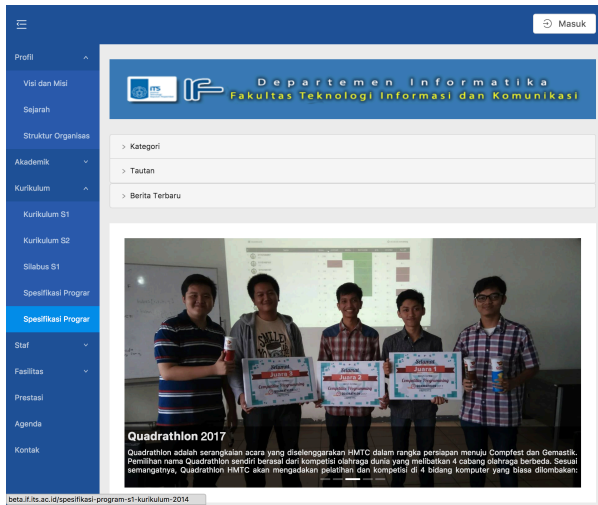 Masuk
Profil
Visi dan Misi
Sejarah
Struktur Organisas
Akademik
Kurikulum
Kurikulum S1
Kurikulum S2
Silabus S1
Spesifikasi Prograr
Spesifikasi Prograr
Staf
Fasilitas
Prestasi
Agenda
Kontak
ITS
IF
Departemen Informatika
Fakultas Teknologi Informasi dan Komunikasi
> Kategori
> Tautan
> Berita Terbaru
Juara 3
Juara 2
Juara 1
Quadrathlon 2017
Quadrathlon adalah serangkaian acara yang diselenggarakan HMTC dalam rangka persiapan menuju Compfest dan Gemastik.
Pemilihan nama Quadrathlon sendiri berasal dari kompetisi olahraga dunia yang melibatkan 4 cabang olahraga berbeda. Sesuai
semangatnya, Quadrathlon HMTC akan mengadakan pelatihan dan kompetisi di 4 bidang komputer yang biasa dilombakan:
beta.if.its.ac.id/spesifikasi-program-s1-kurikulum-2014